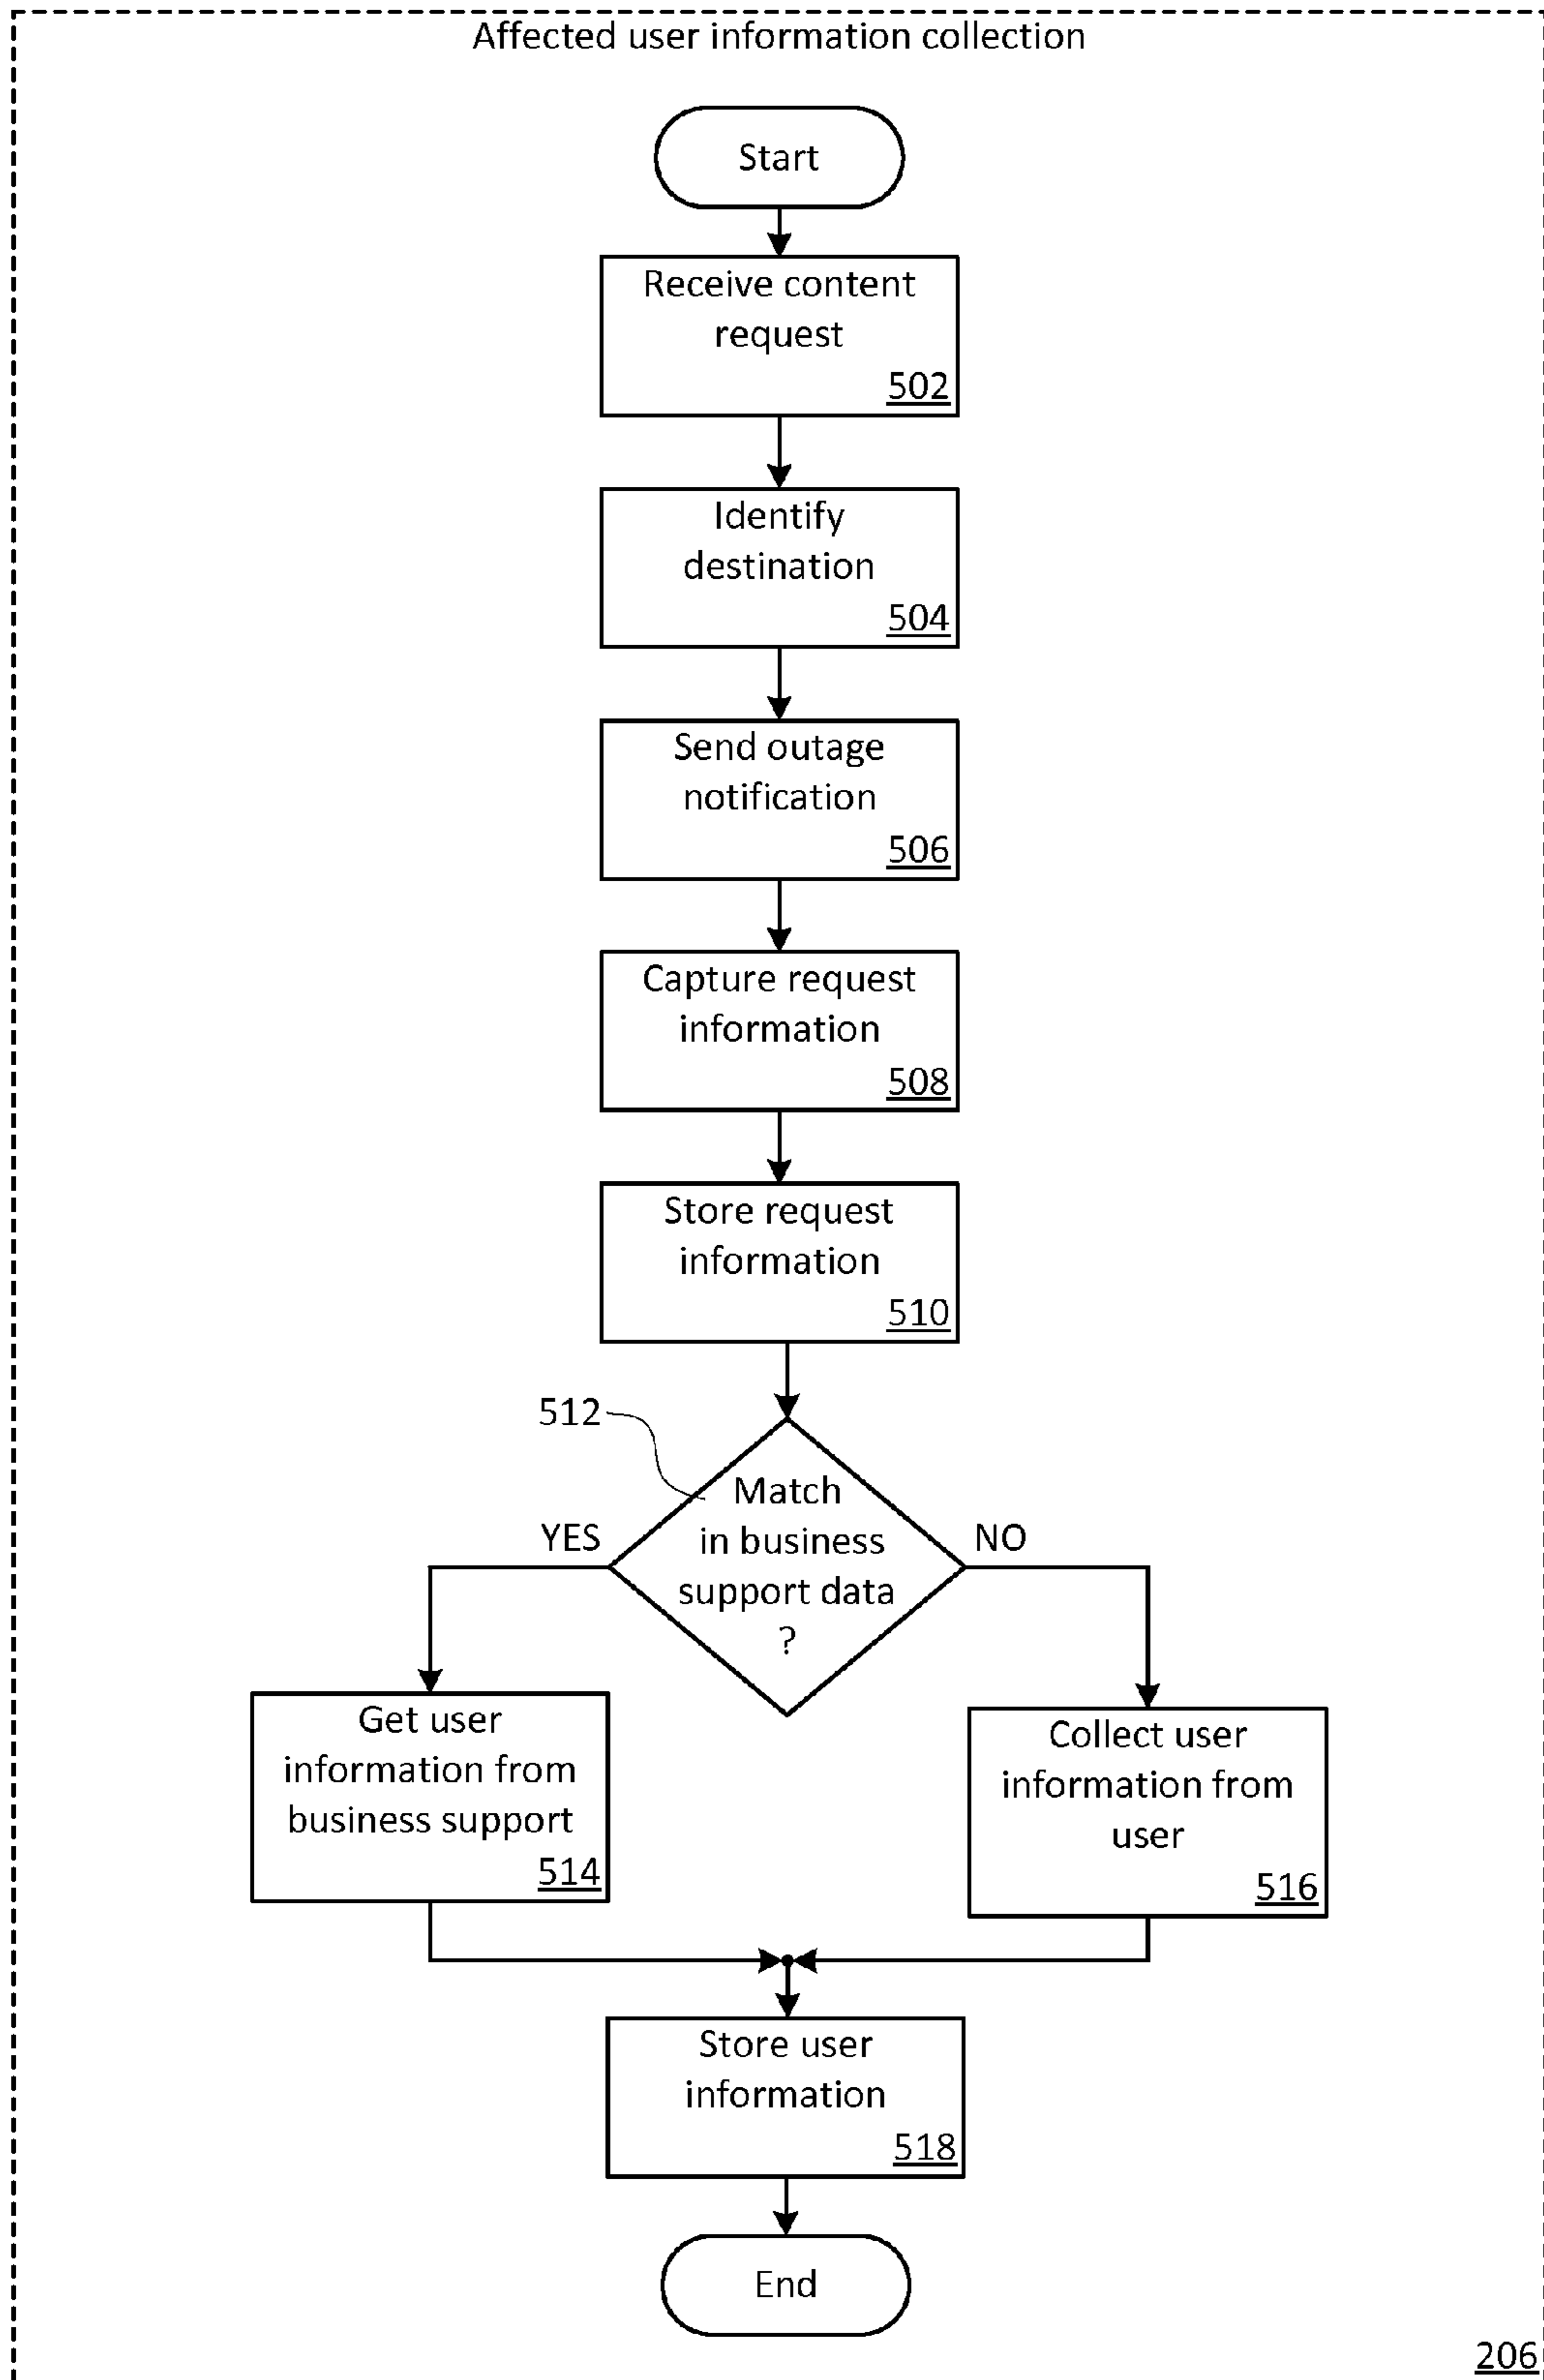 Affected user information collection
Start
Receive content
request
502
Identify
destination
504
Send outage
notification
506
Capture request
information
508
Store request
information
510
512
Match
in business
support data
?
YES
NO
Get user
information from
business support
514
Collect user
information from
user
516
Store user
information
518
End
206